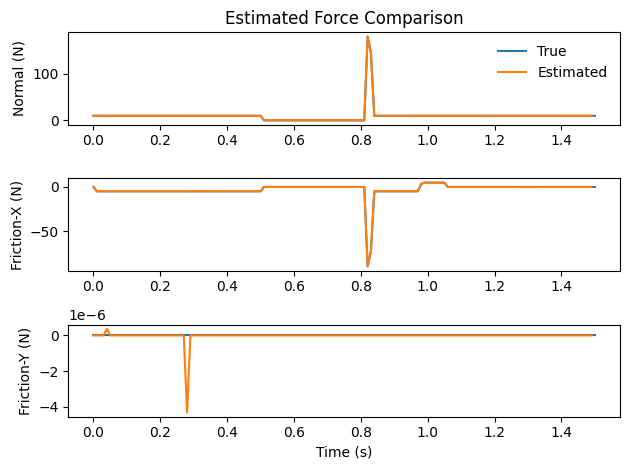 Estimated Force Comparison
Normal (N)
100
0
True
Estimated
0.0 0.2 0.4 0.6 0.8 1.0 1.2 1.4
Friction-X (N)
0
−50
0.0 0.2 0.4 0.6 0.8 1.0 1.2 1.4
1e−6
Friction-Y (N)
0
−2
−4
0.0 0.2 0.4 0.6 0.8 1.0 1.2 1.4
Time (s)